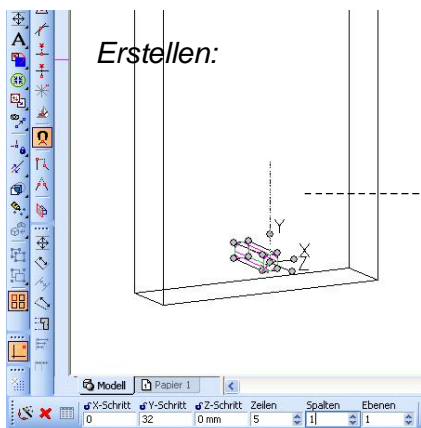 Erstellen:
A
Y
X
Z
Modell Papier 1
X-Schritt Y-Schritt Z-Schritt Zeilen Spalten Ebenen
0 32 0 mm 5 1 1